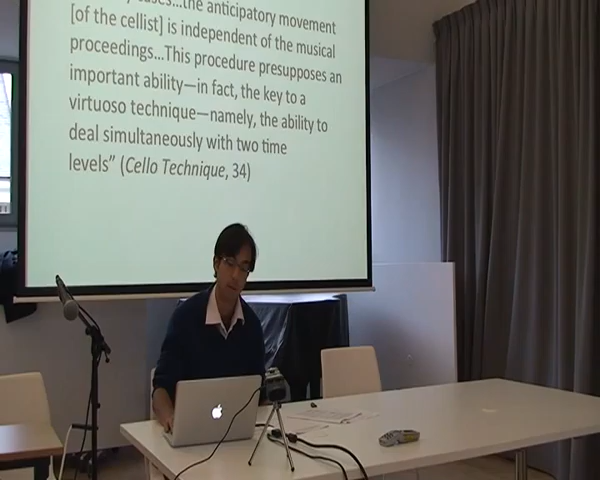 cases...the anticipatory movement
[of the cellist] is independent of the musical
proceedings...This procedure presupposes an
important ability—in fact, the key to a
virtuoso technique—namely, the ability to
deal simultaneously with two time
levels” (Cello Technique, 34)